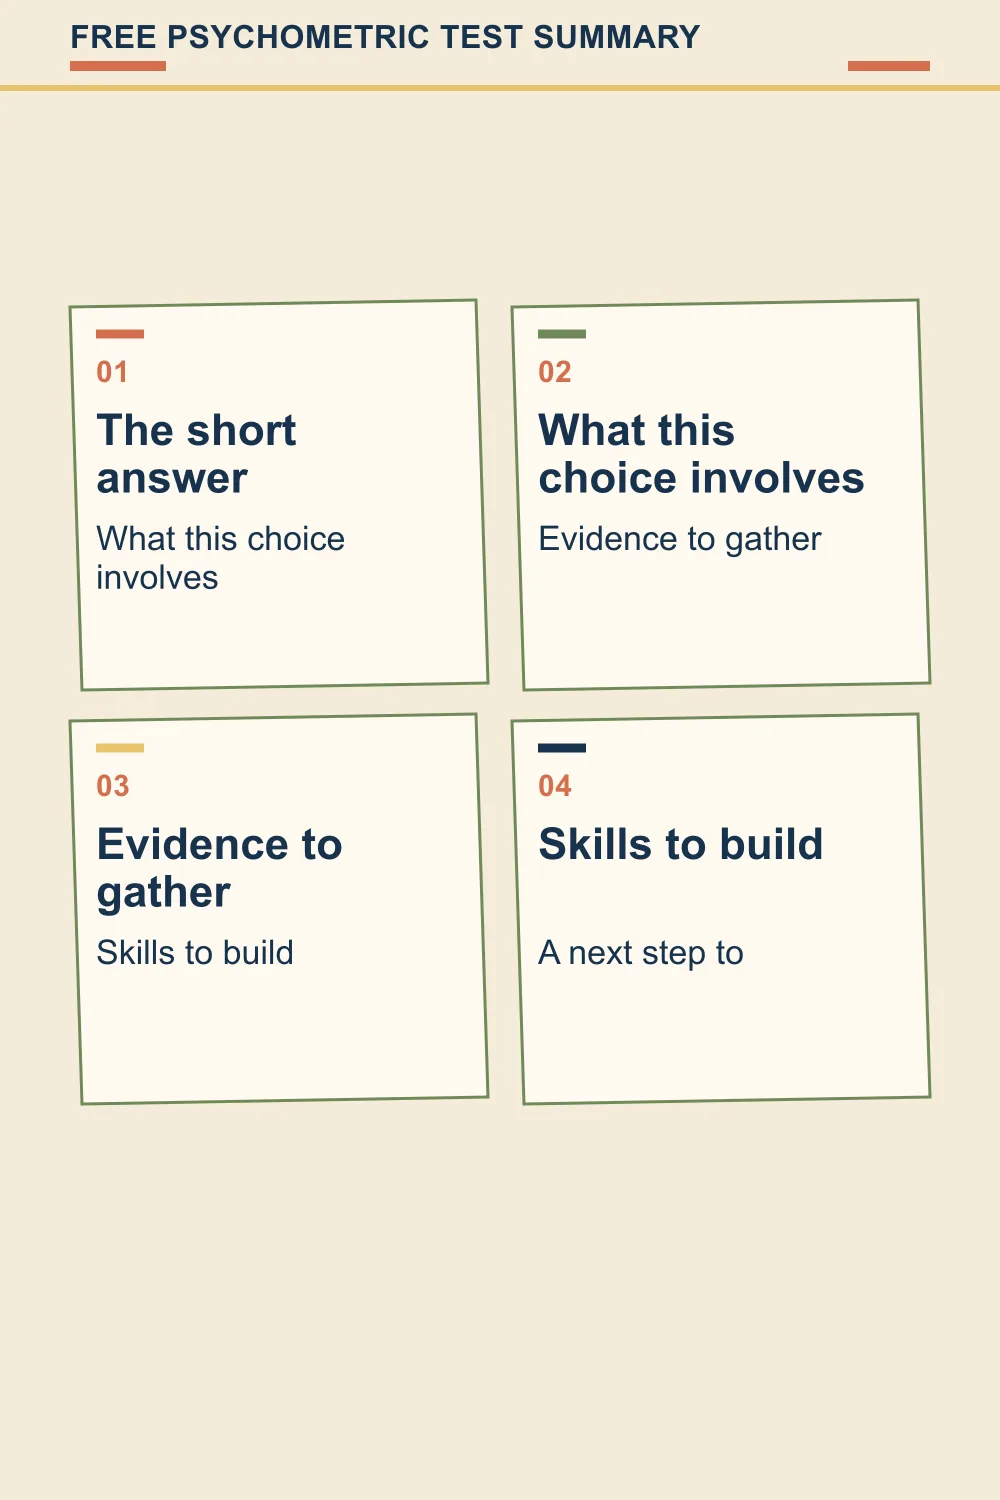 FREE PSYCHOMETRIC TEST SUMMARY
01
The short
answer
What this choice
involves
02
What this
choice involves
Evidence to gather
03
Evidence to
gather
Skills to build
04
Skills to build
A next step to